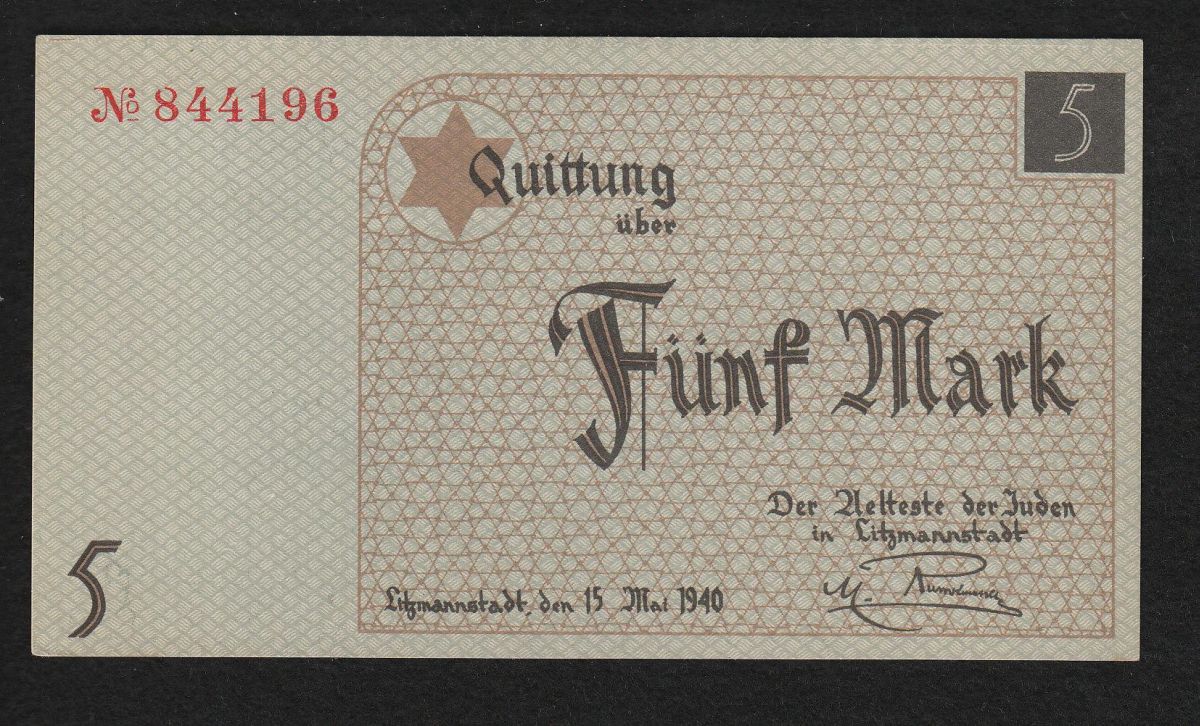 № 844196
5
Quittung
über
Fünf Mark
Der Aelteste der Juden
in Litzmannstadt
M. Rumkowski
Litzmannstadt, den 15 Mai 1940
5